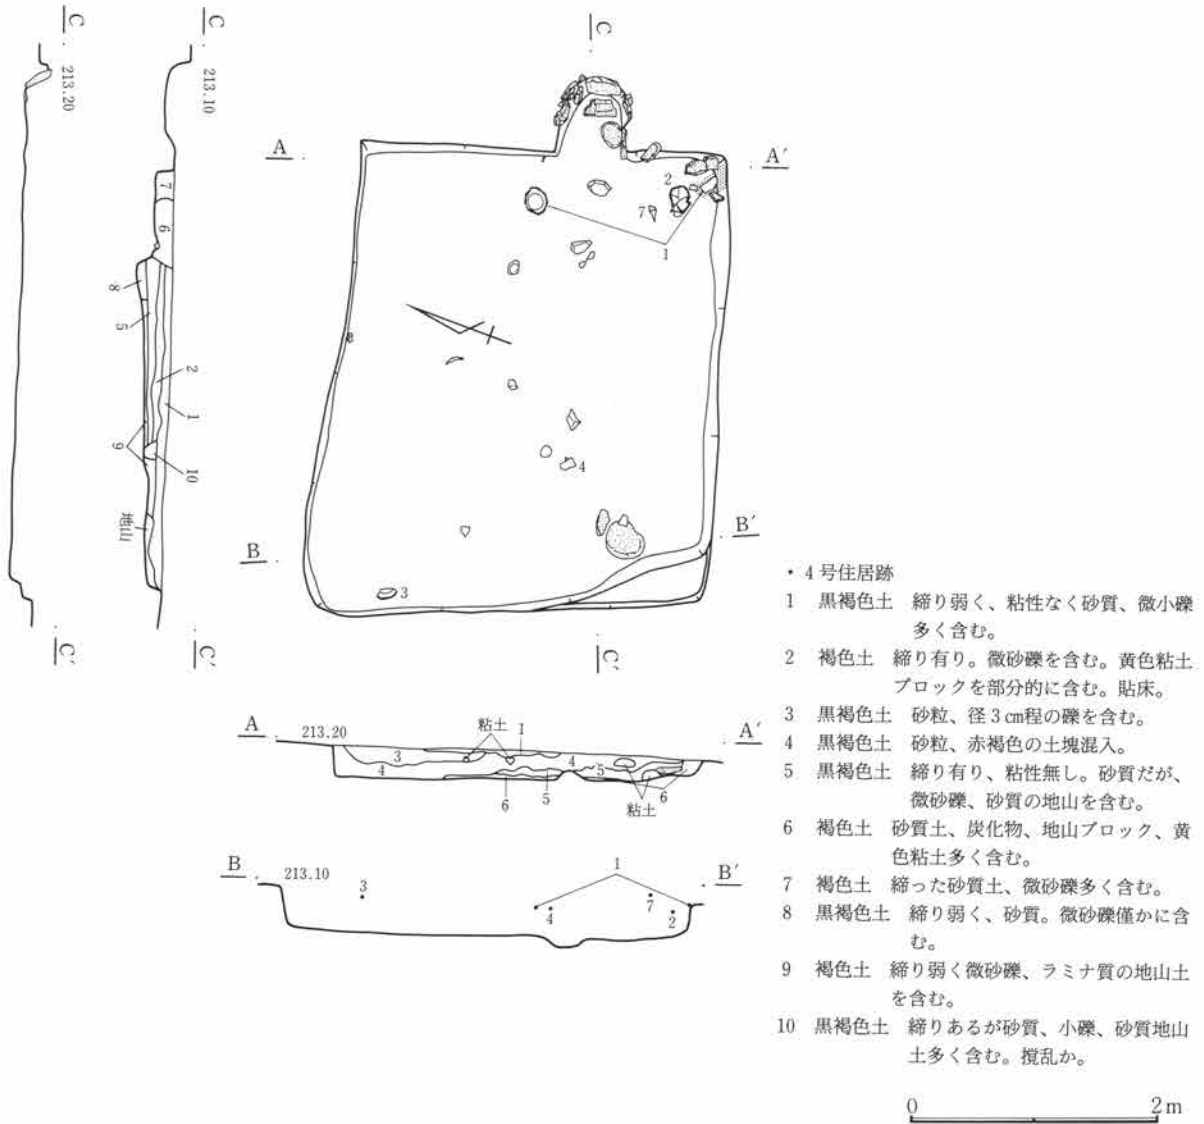 C
213.20
C′
C
213.10
7
6
8
5
2
1
9
10
地山
C′
C
A
A′
2
7
1
4
B
B′
3
C′
A
213.20
粘土
1
A′
3
4
4
5
6
5
粘土
6
B
213.10
1
B′
3
4
7
2
・4号住居跡
1 黒褐色土 締り弱く、粘性なく砂質、微小礫
多く含む。
2 褐色土 締り有り。微砂礫を含む。黄色粘土
ブロックを部分的に含む。貼床。
3 黒褐色土 砂粒、径3㎝程の礫を含む。
4 黒褐色土 砂粒、赤褐色の土塊混入。
5 黒褐色土 締り有り、粘性無し。砂質だが、
微砂礫、砂質の地山を含む。
6 褐色土 砂質土、炭化物、地山ブロック、黄
色粘土多く含む。
7 褐色土 締った砂質土、微砂礫多く含む。
8 黒褐色土 締り弱く、砂質。微砂礫僅かに含
む。
9 褐色土 締り弱く微砂礫、ラミナ質の地山土
を含む。
10 黒褐色土 締りあるが砂質、小礫、砂質地山
土多く含む。撹乱か。
0 2m